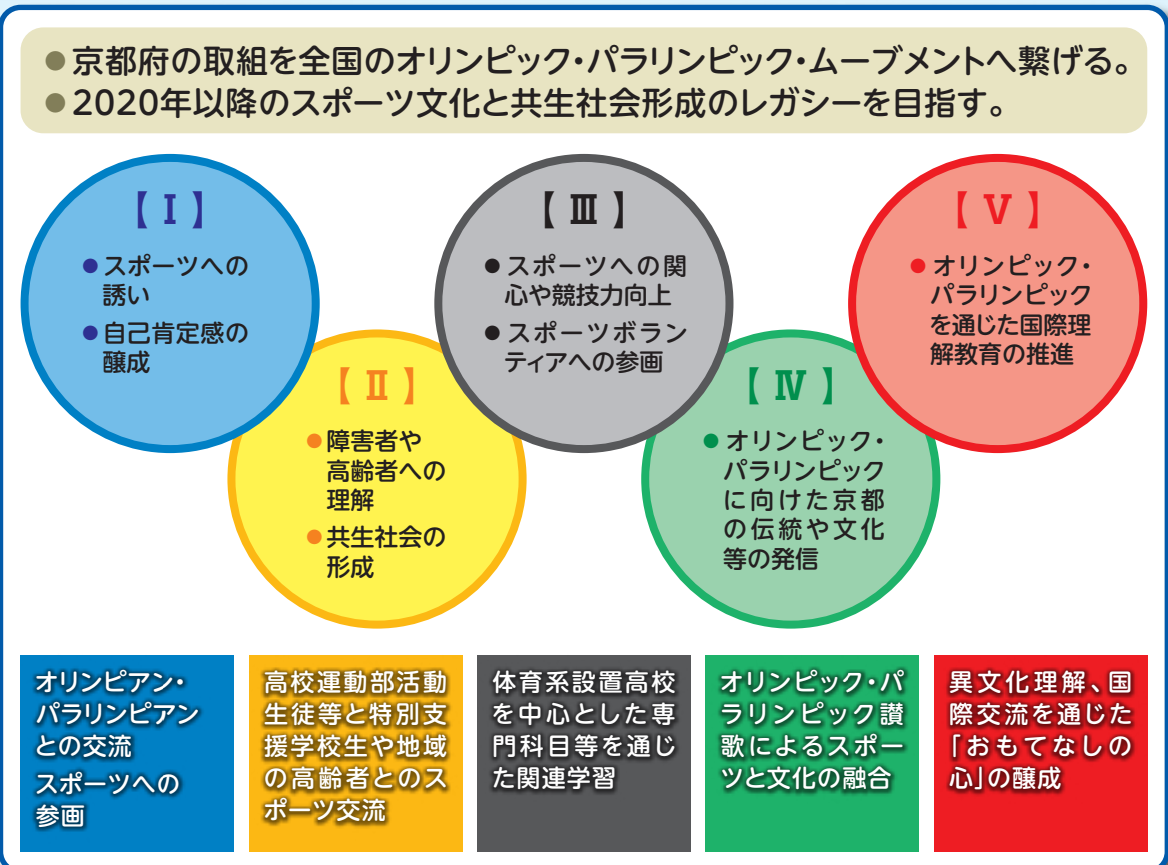 ●京都府の取組を全国のオリンピック・パラリンピック・ムーブメントへ繋げる。
●2020年以降のスポーツ文化と共生社会形成のレガシーを目指す。
【Ⅰ】
●スポーツへの
誘い
●自己肯定感の
醸成
【Ⅱ】
●障害者や
高齢者への
理解
●共生社会の
形成
【Ⅲ】
●スポーツへの関
心や競技力向上
●スポーツボラン
ティアへの参画
【Ⅳ】
●オリンピック・
パラリンピック
に向けた京都
の伝統や文化
等の発信
【Ⅴ】
●オリンピック・
パラリンピック
を通じた国際理
解教育の推進
オリンピアン・
パラリンピアン
との交流
スポーツへの
参画
高校運動部活動
生徒等と特別支
援学校生や地域
の高齢者とのス
ポーツ交流
体育系設置高校
を中心とした専
門科目等を通じ
た関連学習
オリンピック・パ
ラリンピック讃
歌によるスポー
ツと文化の融合
異文化理解、国
際交流を通じた
「おもてなしの
心」の醸成